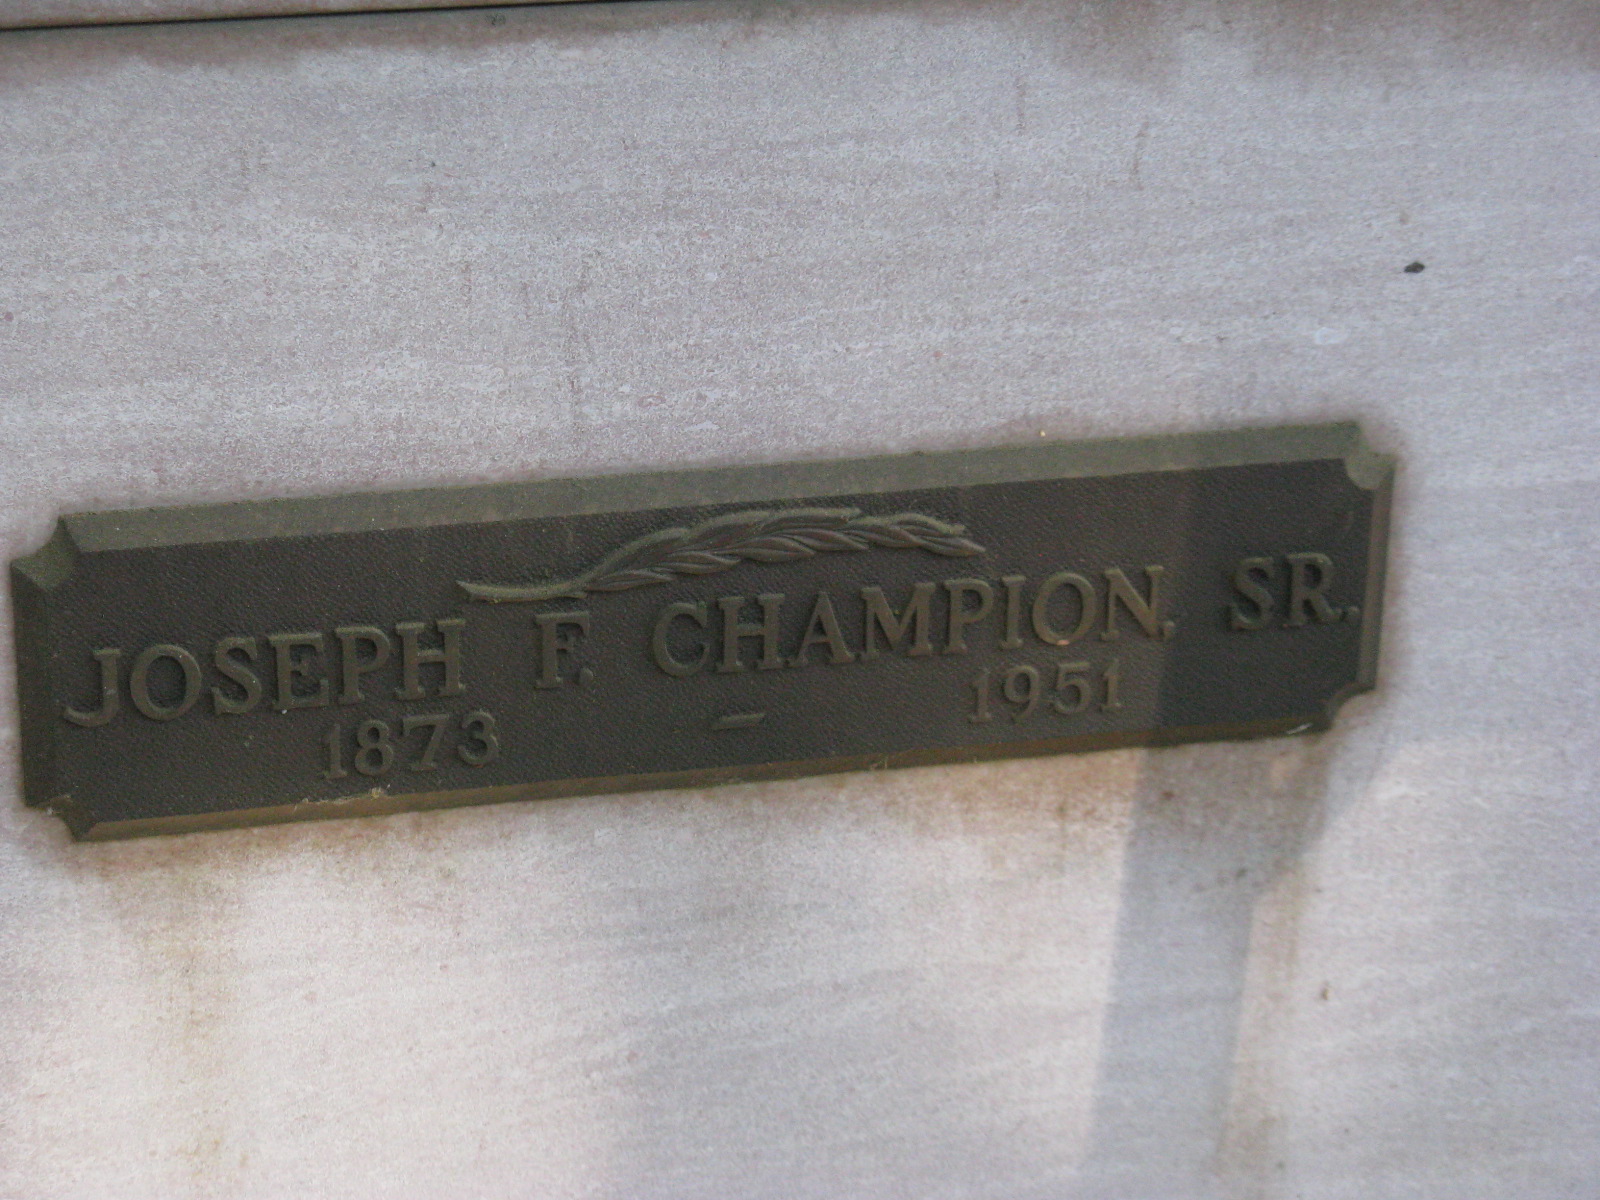 JOSEPH F. CHAMPION, SR.
1873 – 1951